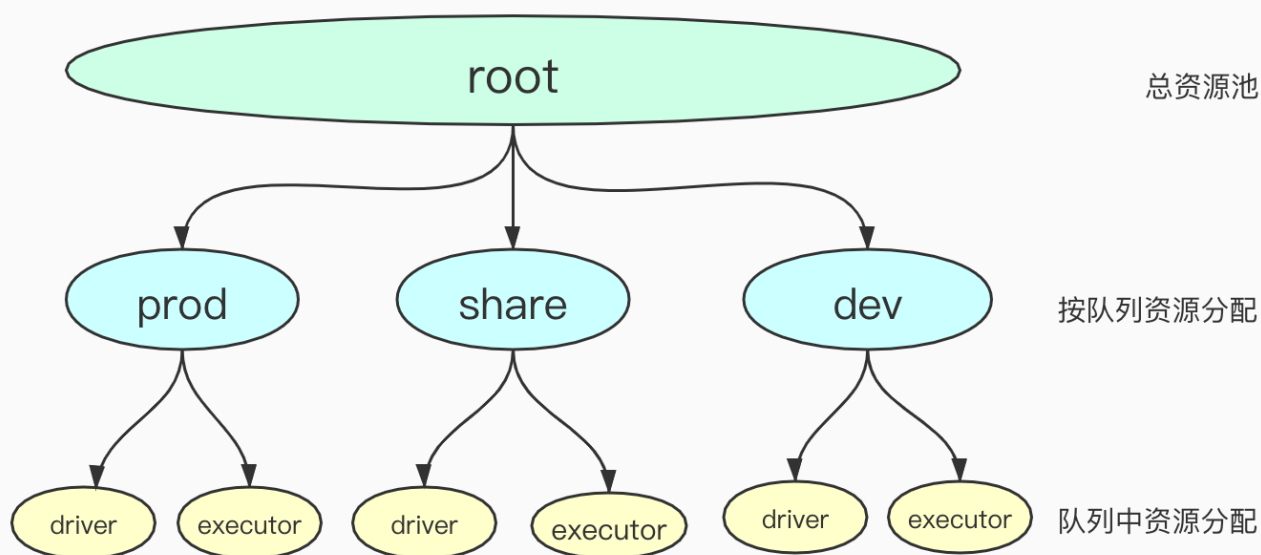 root
总资源池
prod
share
dev
按队列资源分配
driver
executor
driver
executor
driver
executor
队列中资源分配